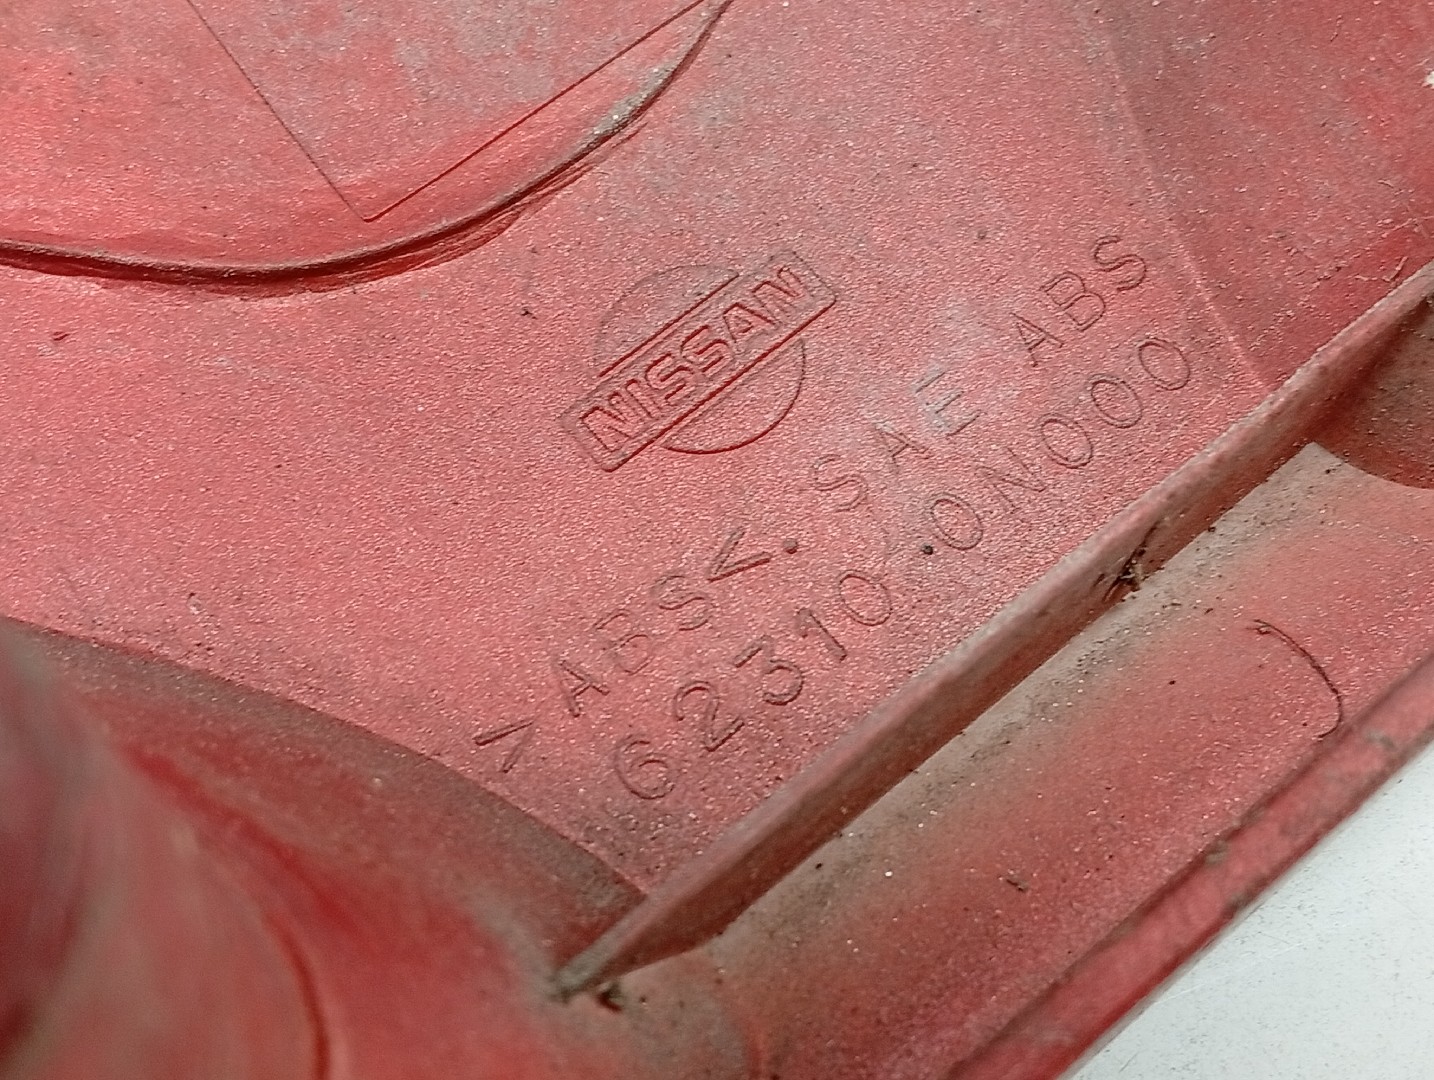 NISSAN
>ABS<. SAE ABS
62310.0N000